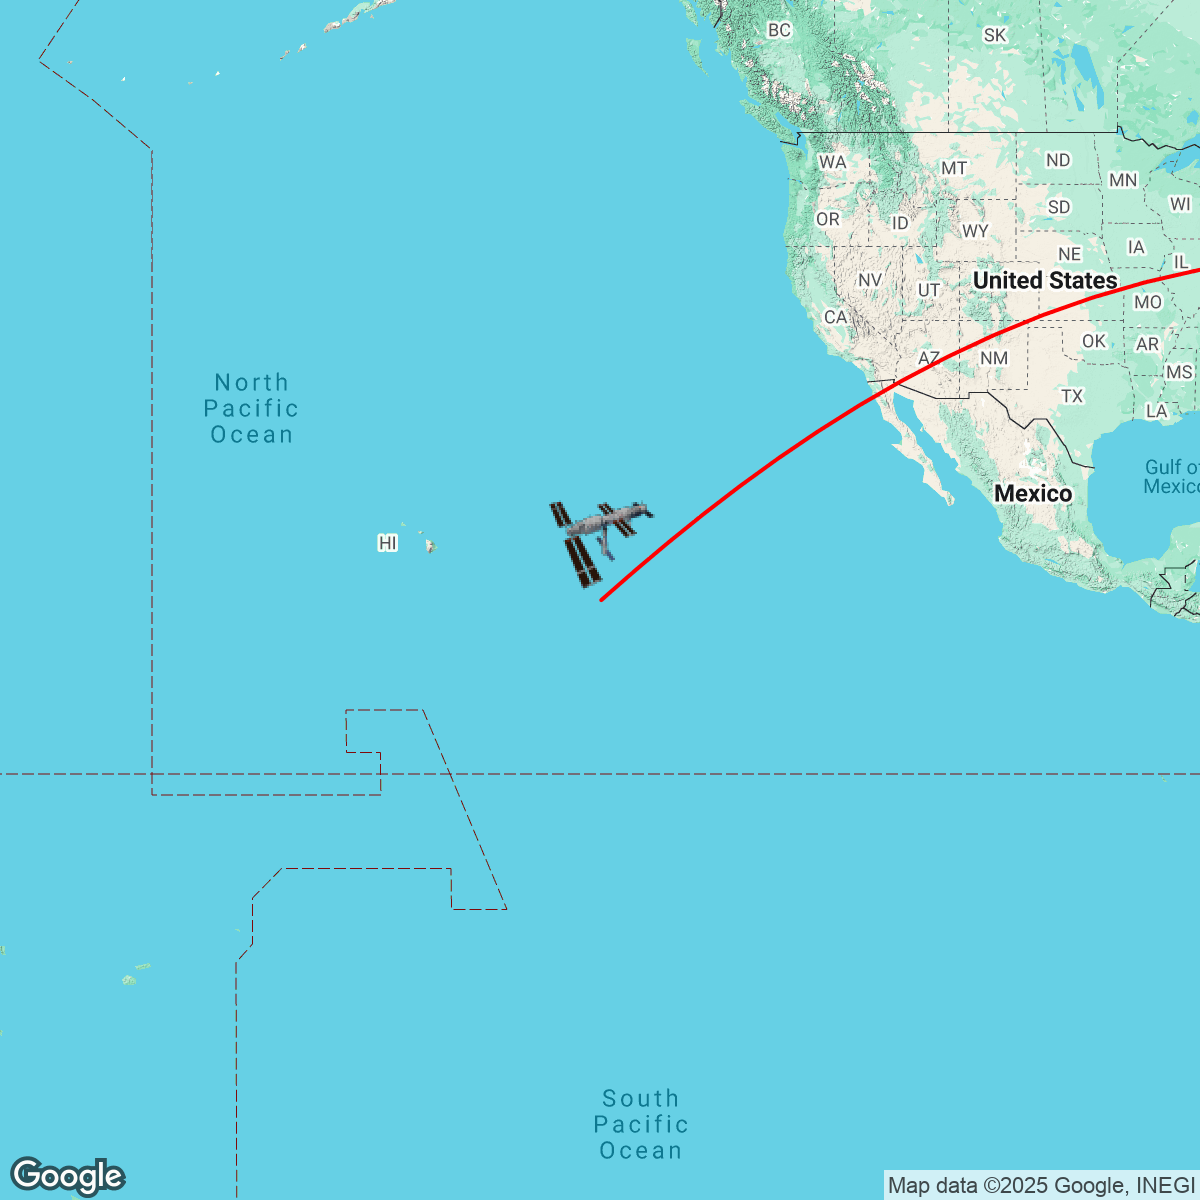 BC
SK
WA
MT
ND
MN
OR
ID
SD
WI
WY
IA
NE
IL
NV
UT
United States
MO
CA
AZ
NM
OK
AR
MS
TX
LA
North
Pacific
Ocean
Gulf of
Mexico
Mexico
HI
South
Pacific
Ocean
Google
Map data ©2025 Google, INEGI